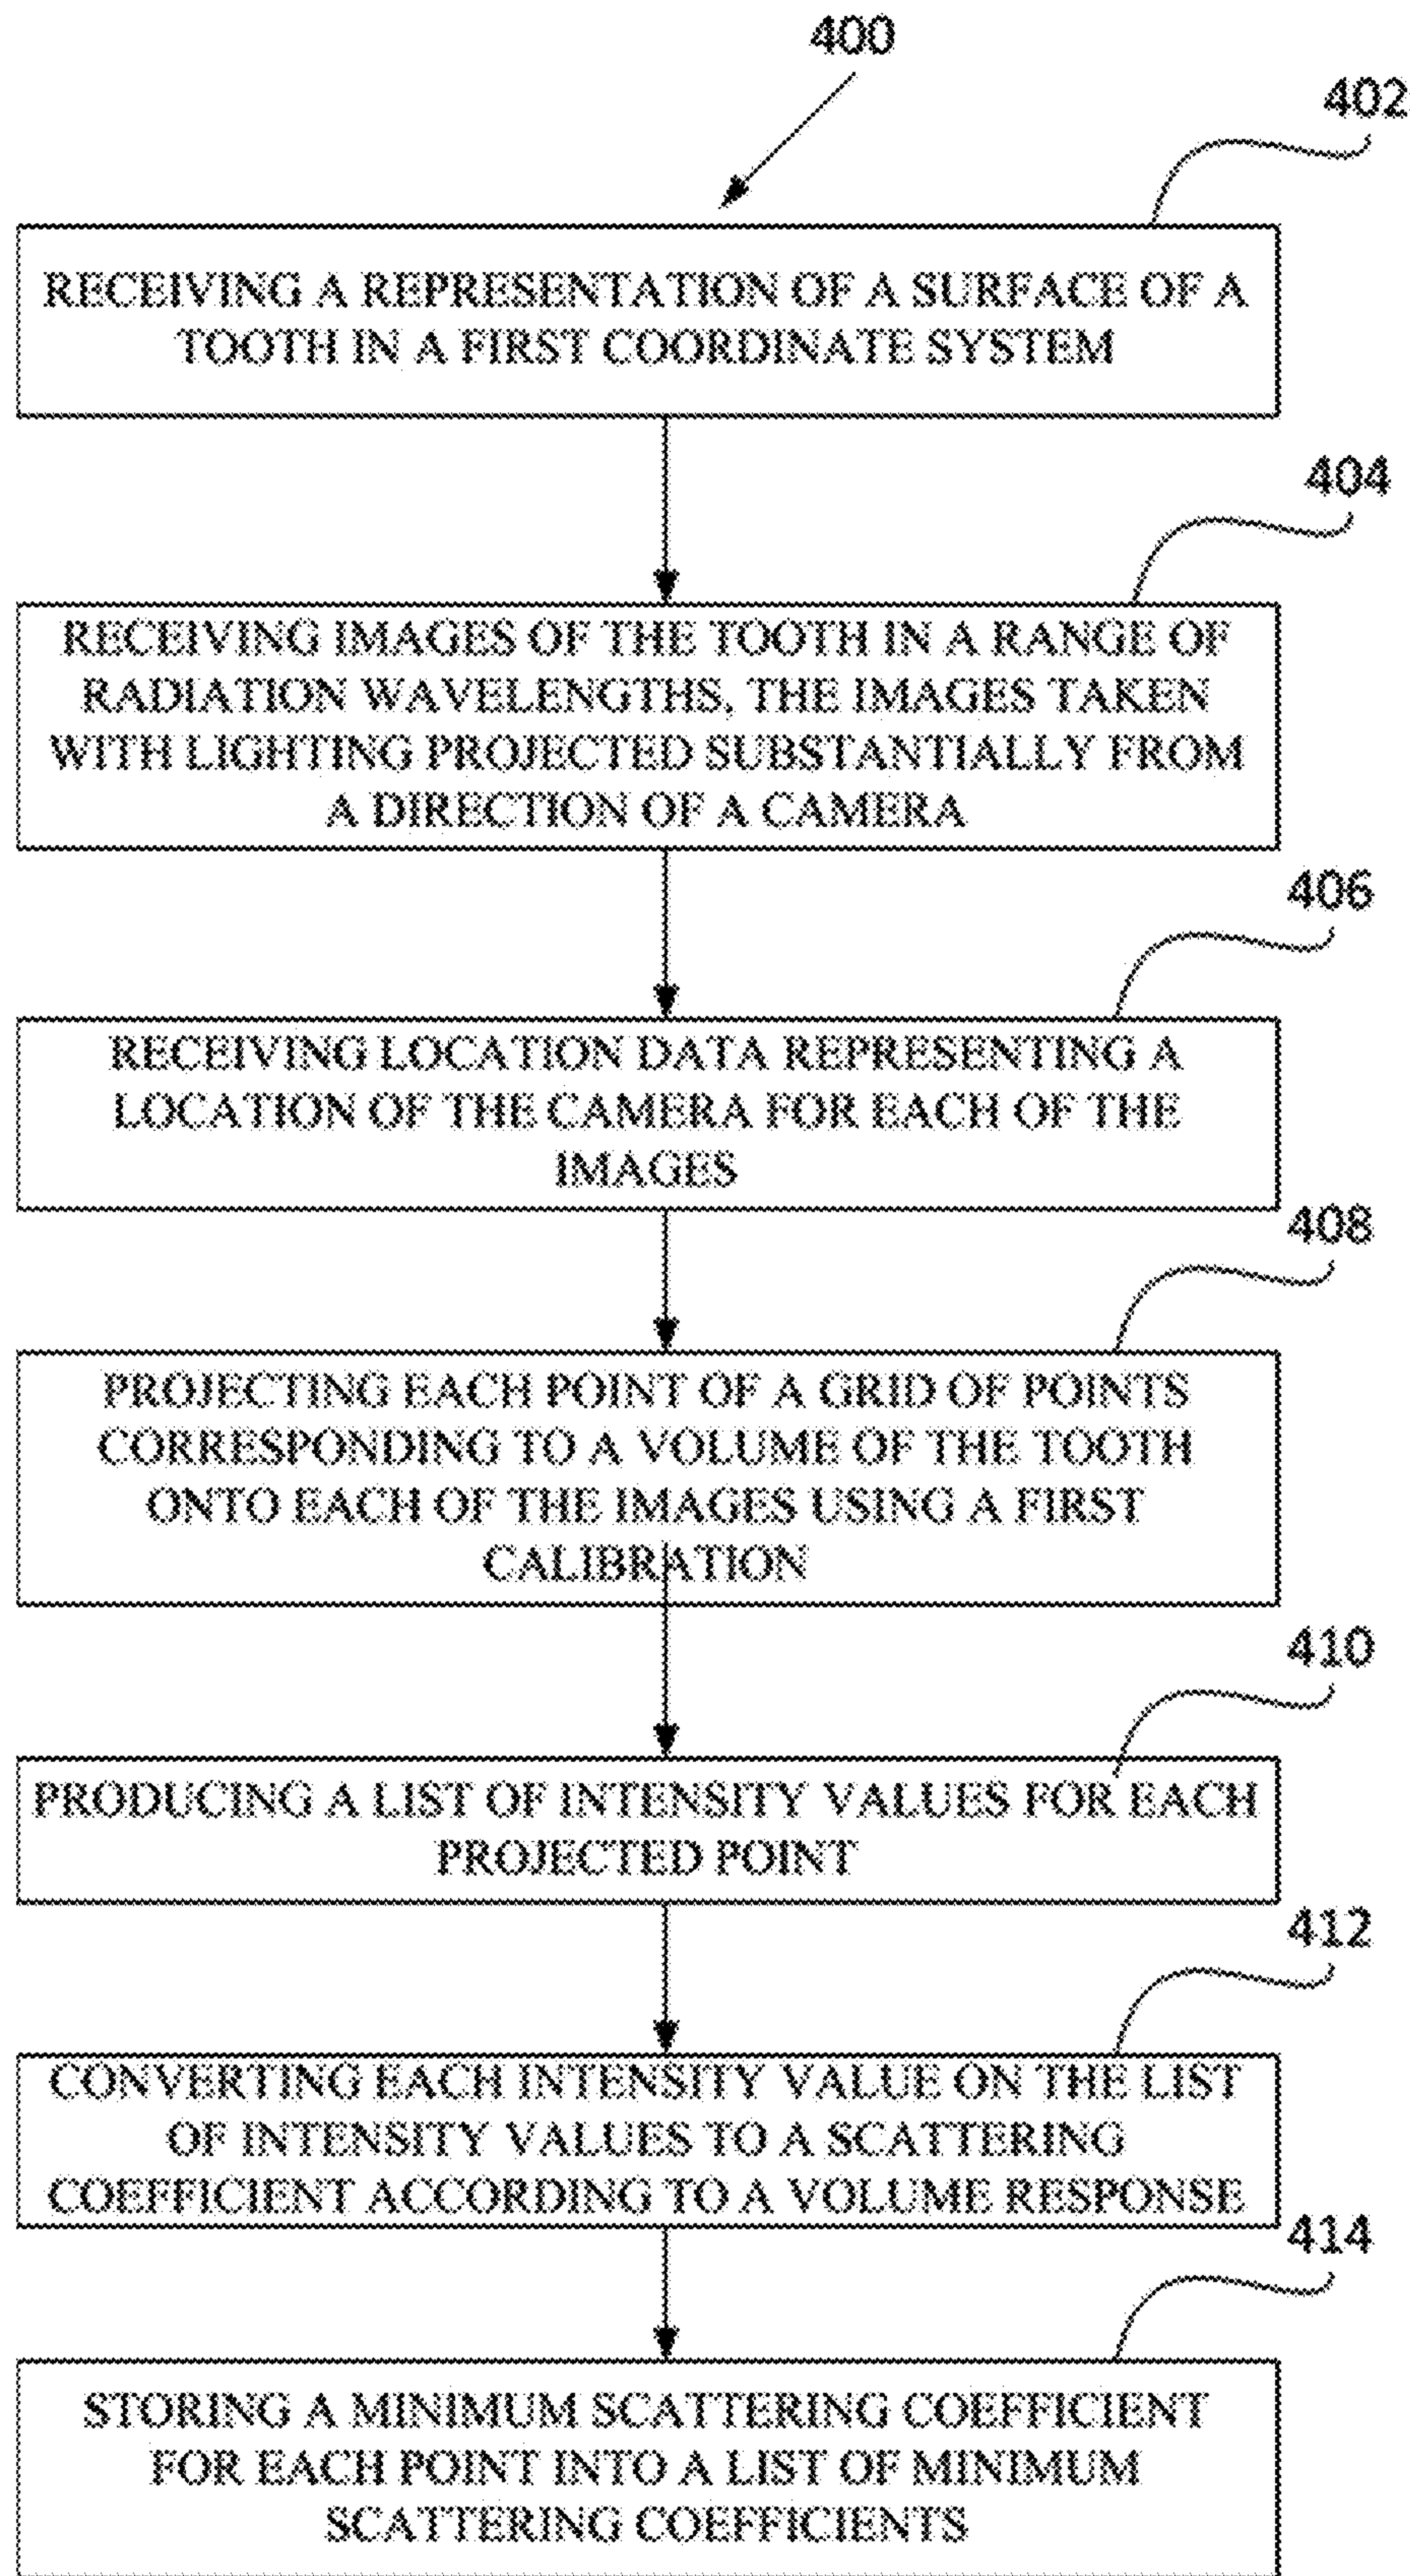 400
402
RECEIVING A REPRESENTATION OF A SURFACE OF A
TOOTH IN A FIRST COORDINATE SYSTEM
404
RECEIVING IMAGES OF THE TOOTH IN A RANGE OF
RADIATION WAVELENGTHS, THE IMAGES TAKEN
WITH LIGHTING PROJECTED SUBSTANTIALLY FROM
A DIRECTION OF A CAMERA
406
RECEIVING LOCATION DATA REPRESENTING A
LOCATION OF THE CAMERA FOR EACH OF THE
IMAGES
408
PROJECTING EACH POINT OF A GRID OF POINTS
CORRESPONDING TO A VOLUME OF THE TOOTH
ONTO EACH OF THE IMAGES USING A FIRST
CALIBRATION
410
PRODUCING A LIST OF INTENSITY VALUES FOR EACH
PROJECTED POINT
412
CONVERTING EACH INTENSITY VALUE ON THE LIST
OF INTENSITY VALUES TO A SCATTERING
COEFFICIENT ACCORDING TO A VOLUME RESPONSE
414
STORING A MINIMUM SCATTERING COEFFICIENT
FOR EACH POINT INTO A LIST OF MINIMUM
SCATTERING COEFFICIENTS